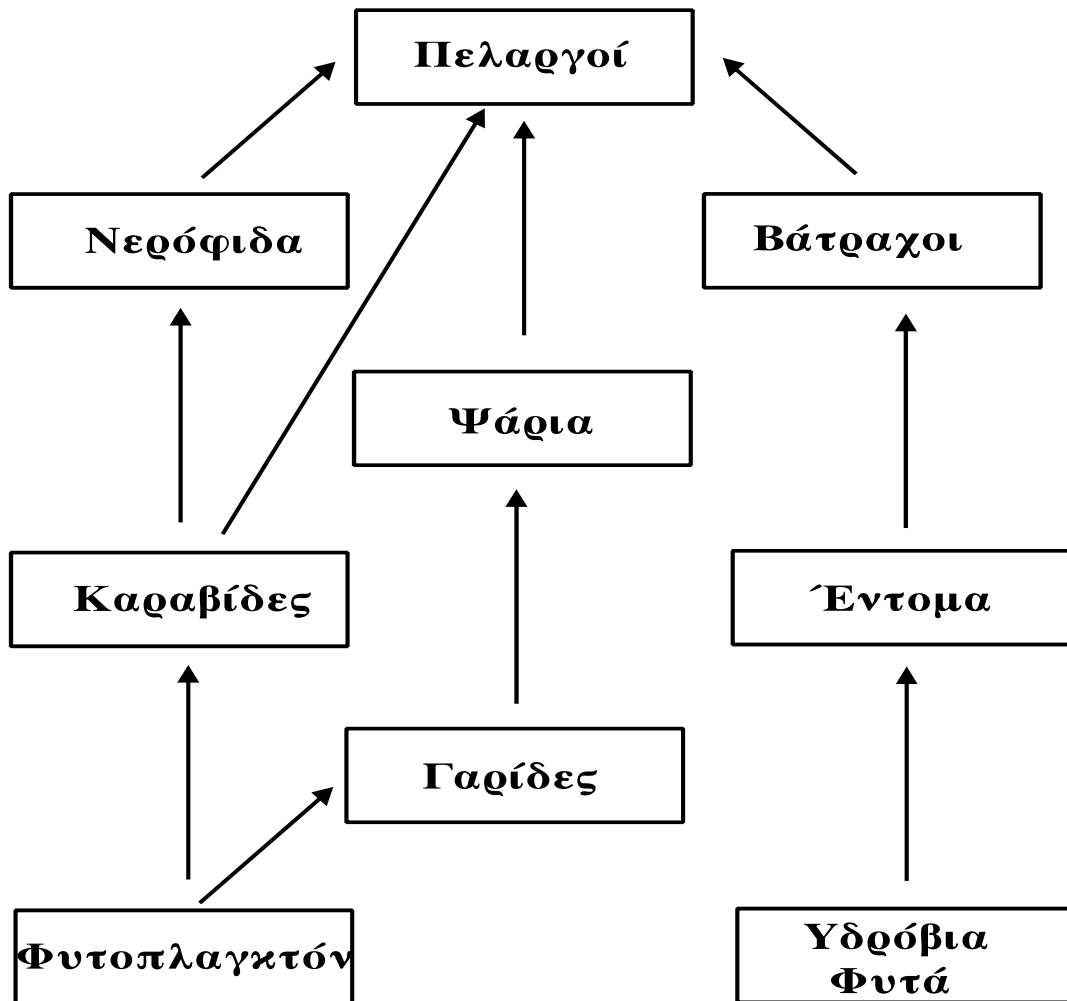 Πελαργοί
Νερόφιδα
Βάτραχοι
Ψάρια
Καραβίδες
Έντομα
Γαρίδες
Φυτοπλαγκτόν
Υδρόβια
Φυτά